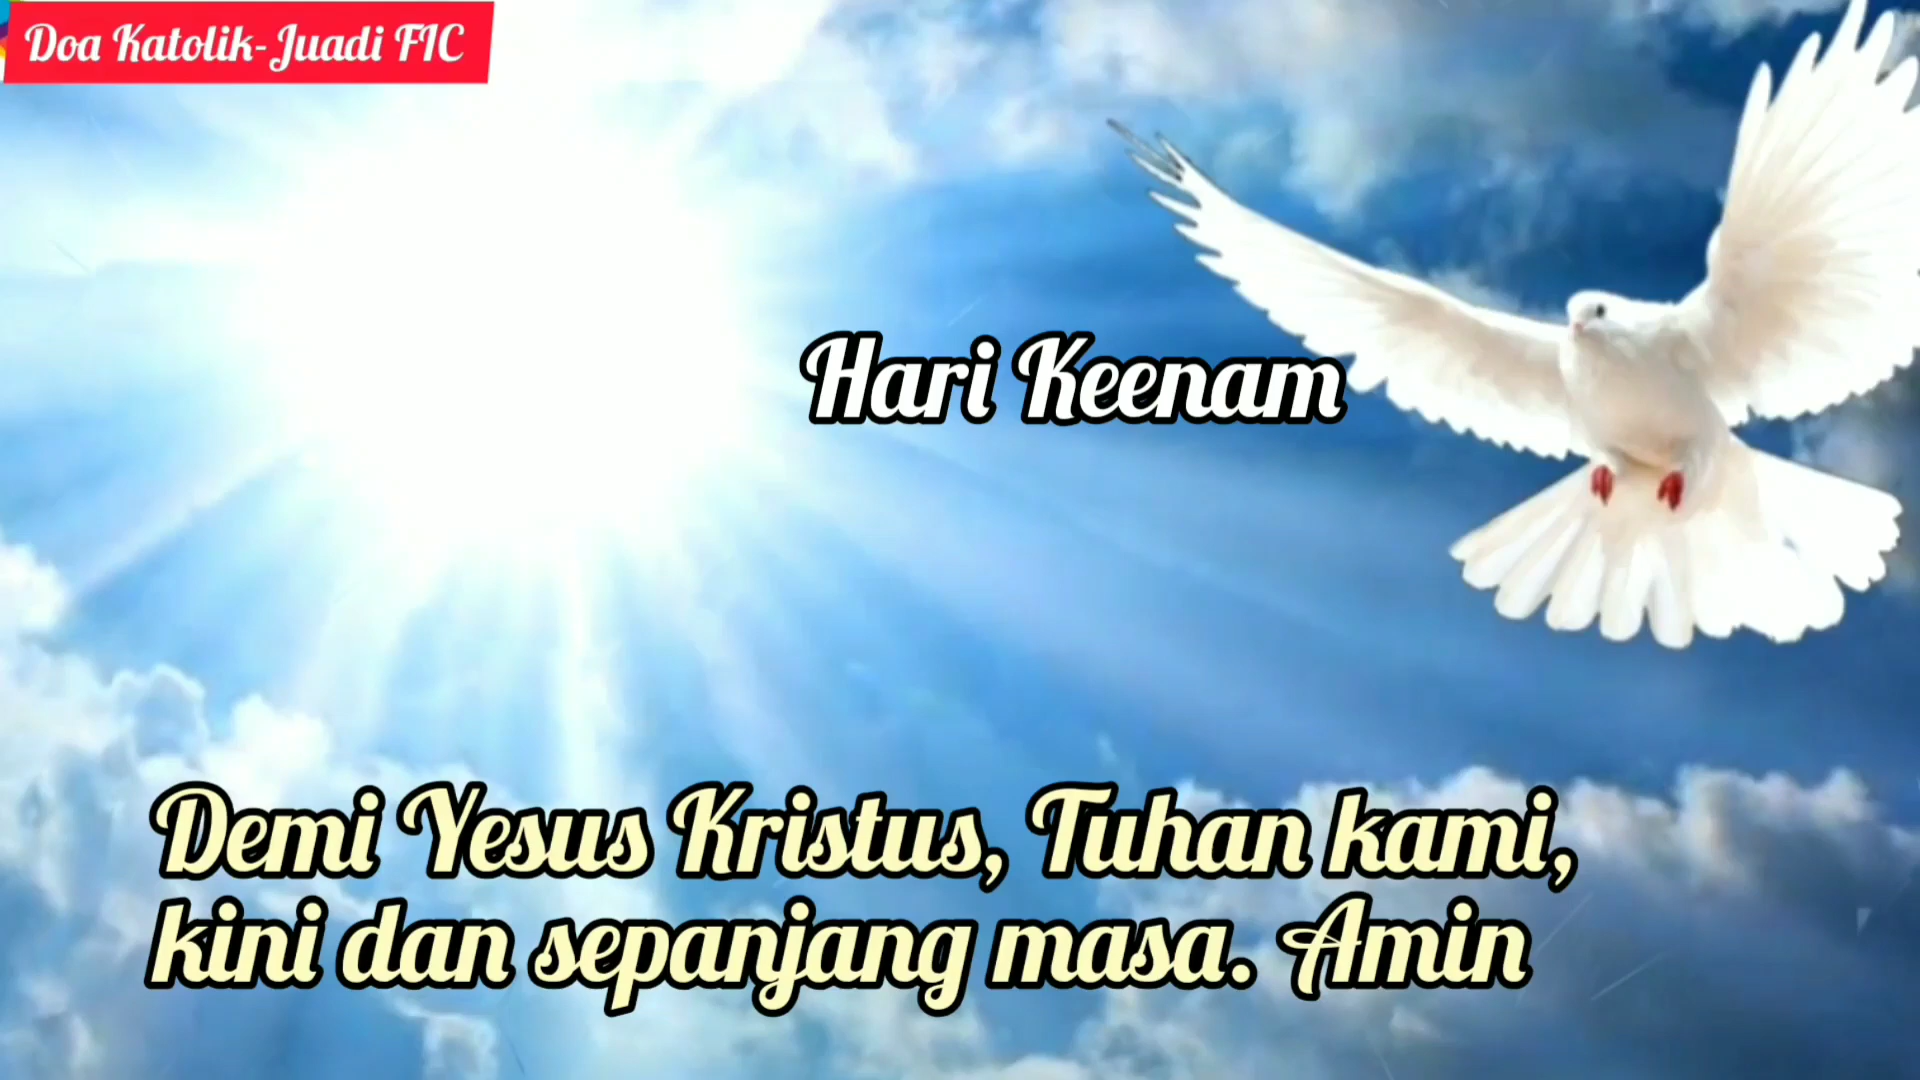 Doa Katolik-Juadi FIC
Hari Keenam
Demi Yesus Kristus, Tuhan kami,
kini dan sepanjang masa. Amin